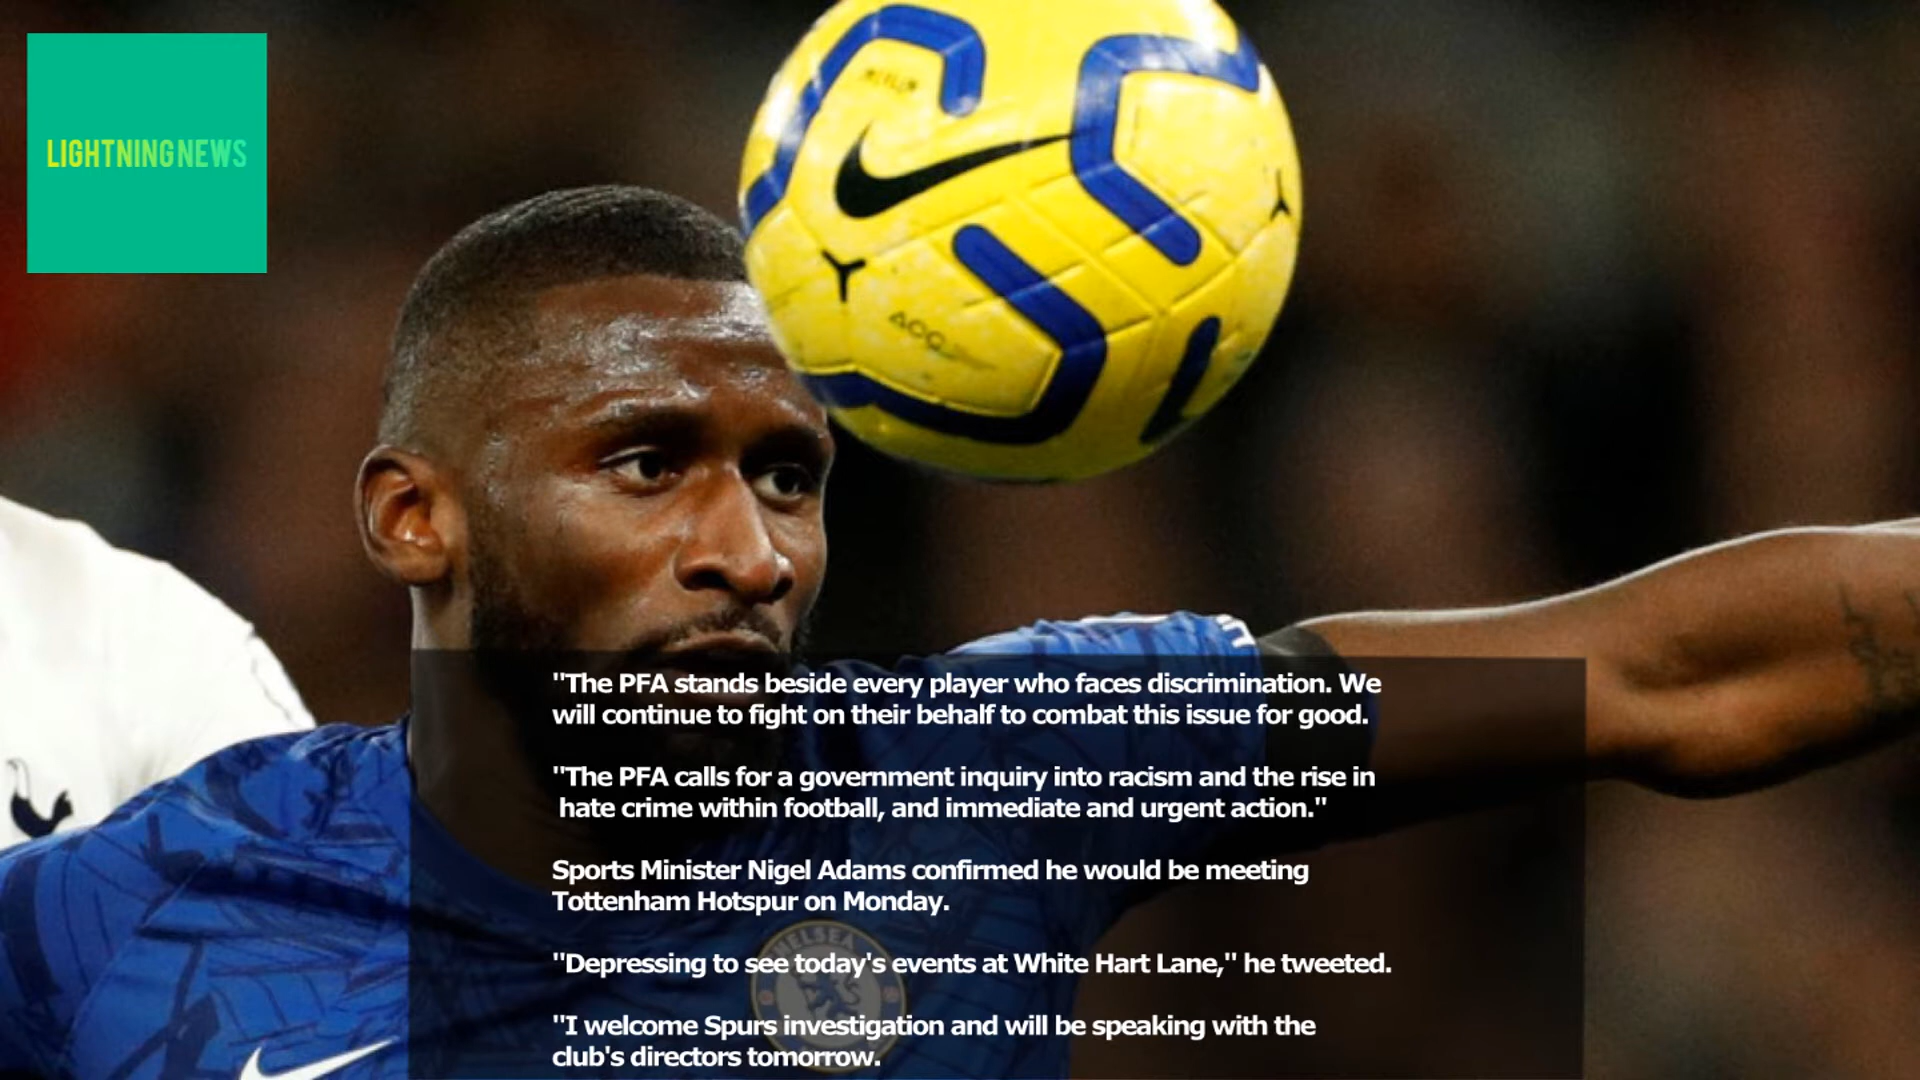 LIGHTNING NEWS
"The PFA stands beside every player who faces discrimination. We
will continue to fight on their behalf to combat this issue for good.
"The PFA calls for a government inquiry into racism and the rise in
hate crime within football, and immediate and urgent action."
Sports Minister Nigel Adams confirmed he would be meeting
Tottenham Hotspur on Monday.
"Depressing to see today's events at White Hart Lane," he tweeted.
"I welcome Spurs investigation and will be speaking with the
club's directors tomorrow.